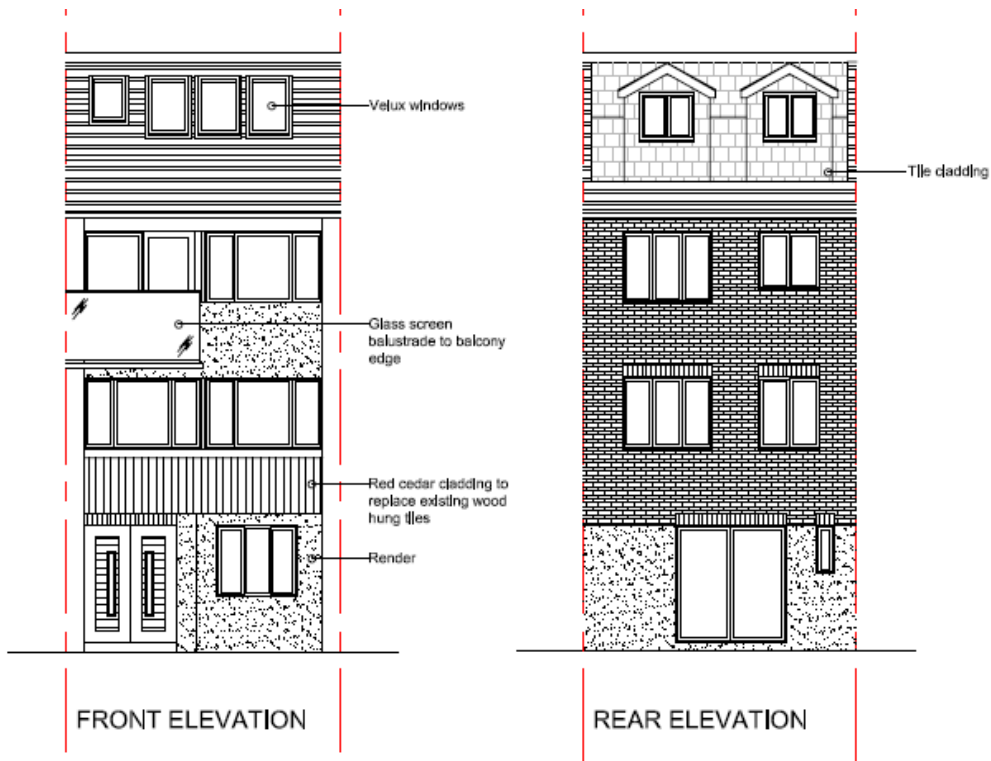 Velux windows
Tile cladding
Glass screen
balustrade to balcony
edge
Red cedar cladding to
replace existing wood
hung tiles
Render
FRONT ELEVATION
REAR ELEVATION